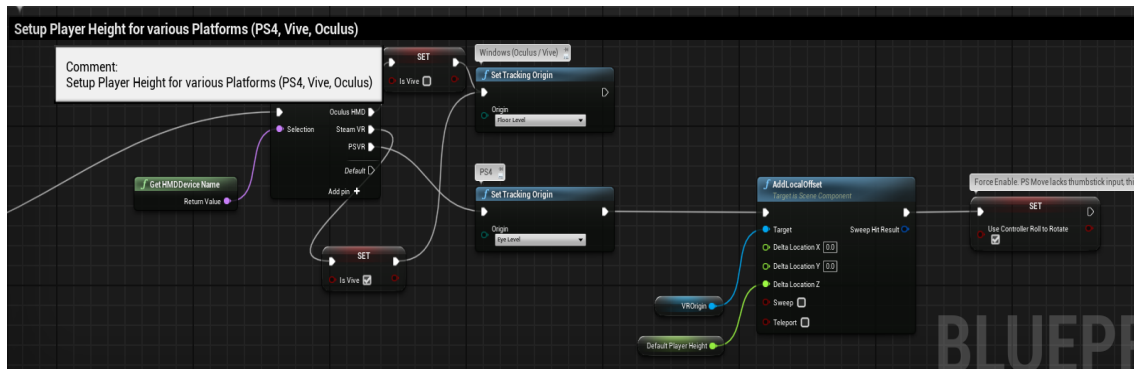 Setup Player Height for various Platforms (PS4, Vive, Oculus)
Comment:
Setup Player Height for various Platforms (PS4, Vive, Oculus)
SET
Is Vive
Windows (Oculus / Vive)
f Set Tracking Origin
Origin
Floor Level
Oculus HMD
Selection
Steam VR
PSVR
Default
Add pin +
f GetHMDDevice Name
Return Value
SET
Is Vive
PS4
f Set Tracking Origin
Origin
Eye Level
f AddLocalOffset
Target is Scene Component
Target
Sweep Hit Result
Delta Location X 0.0
Delta Location Y 0.0
Delta Location Z
Sweep
Teleport
VROrigin
Default Player Height
Force Enable. PS Move lacks thumbstick input,
SET
Use Controller Roll to Rotate